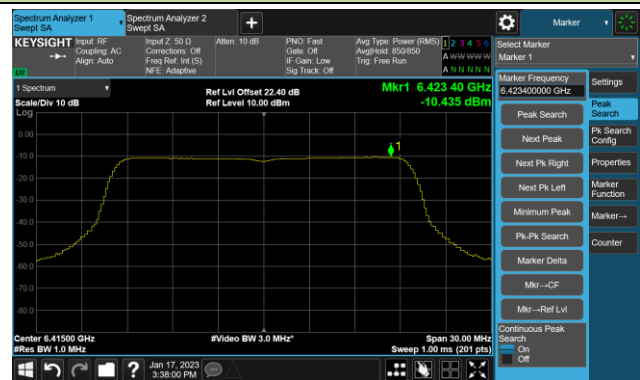 Spectrum Analyzer 1
Swept SA
Spectrum Analyzer 2
Swept SA
+
Marker
KEYSIGHT
Input: RF
Coupling: AC
Align: Auto
Input Z: 50 Ω
Corrections: Off
Freq Ref: Int (S)
NFE: Adaptive
Atten: 10 dB
PNO: Fast
Gate: Off
IF Gain: Low
Sig Track: Off
Avg Type: Power (RMS)
Avg|Hold: 850/850
Trig: Free Run
1 2 3 4 5 6
A W W W W W
A N N N N N
LW
Select Marker
Marker 1
1 Spectrum
Scale/Div 10 dB
Log
Ref Lvl Offset 22.40 dB
Ref Level 10.00 dBm
Mkr1 6.423 40 GHz
-10.435 dBm
0.00
-10.0
-20.0
-30.0
-40.0
-50.0
-60.0
-70.0
-80.0
1
Center 6.41500 GHz
#Res BW 1.0 MHz
#Video BW 3.0 MHz*
Span 30.00 MHz
Sweep 1.00 ms (201 pts)
Marker Frequency
6.423400000 GHz
Peak Search
Next Peak
Next Pk Right
Next Pk Left
Minimum Peak
Pk-Pk Search
Marker Delta
Mkr→CF
Mkr→Ref Lvl
Continuous Peak
Search
On
Off
Settings
Peak
Search
Pk Search
Config
Properties
Marker
Function
Marker→
Counter
?
Jan 17, 2023
3:38:00 PM